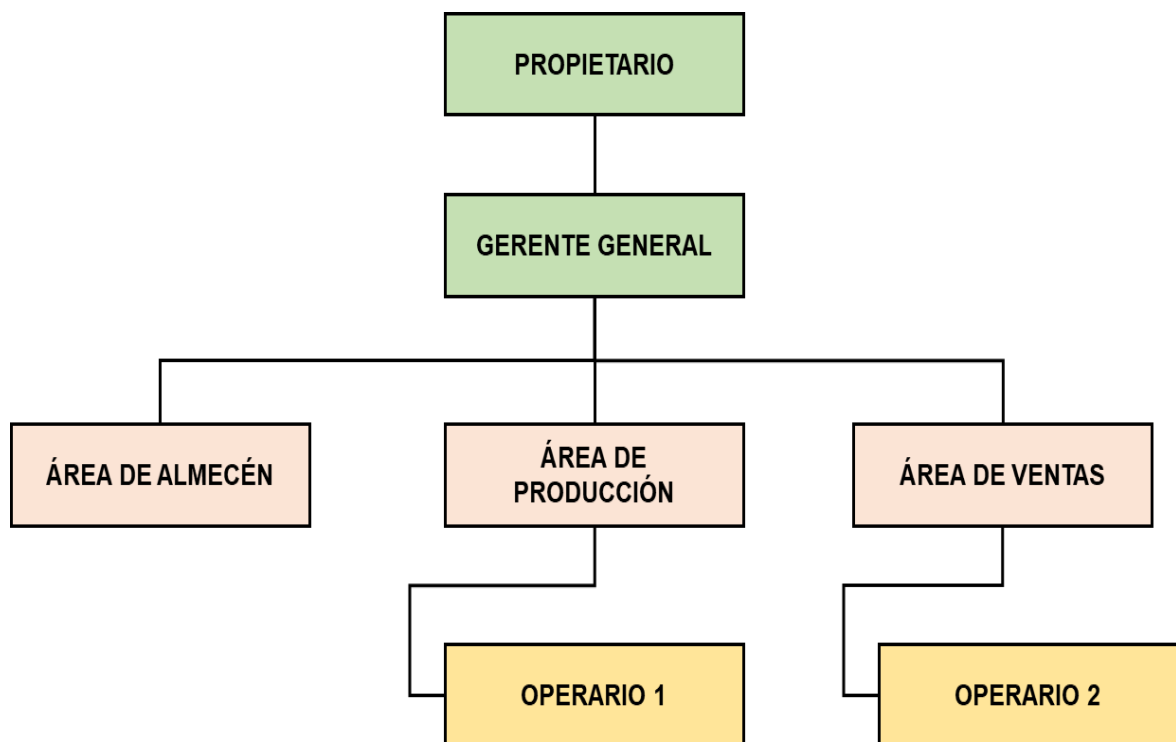 PROPIETARIO
GERENTE GENERAL
ÁREA DE ALMECÉN
ÁREA DE
PRODUCCIÓN
ÁREA DE VENTAS
OPERARIO 1
OPERARIO 2